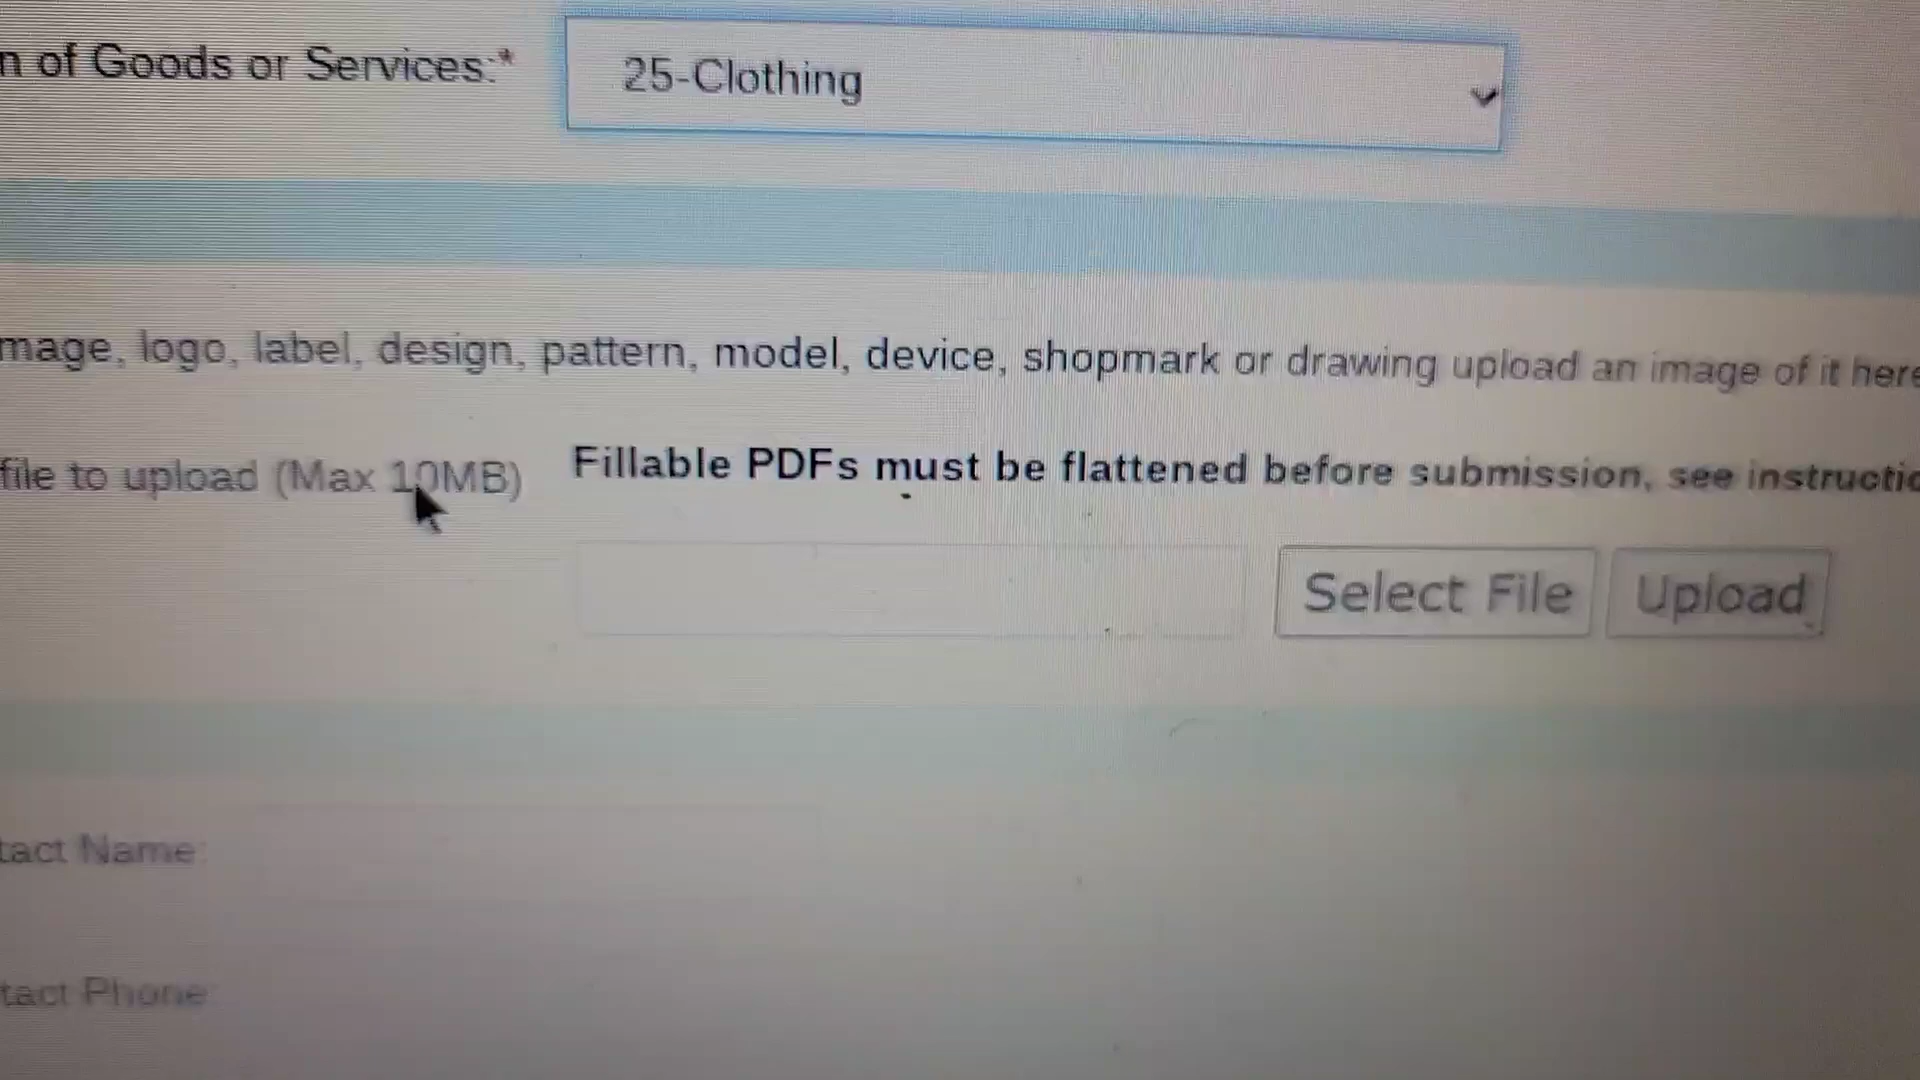 n of Goods or Services:*
25-Clothing
mage, logo, label, design, pattern, model, device, shopmark or drawing upload an image of it here
file to upload (Max 10MB)
Fillable PDFs must be flattened before submission, see instructio
Select File
Upload
tact Name:
tact Phone: